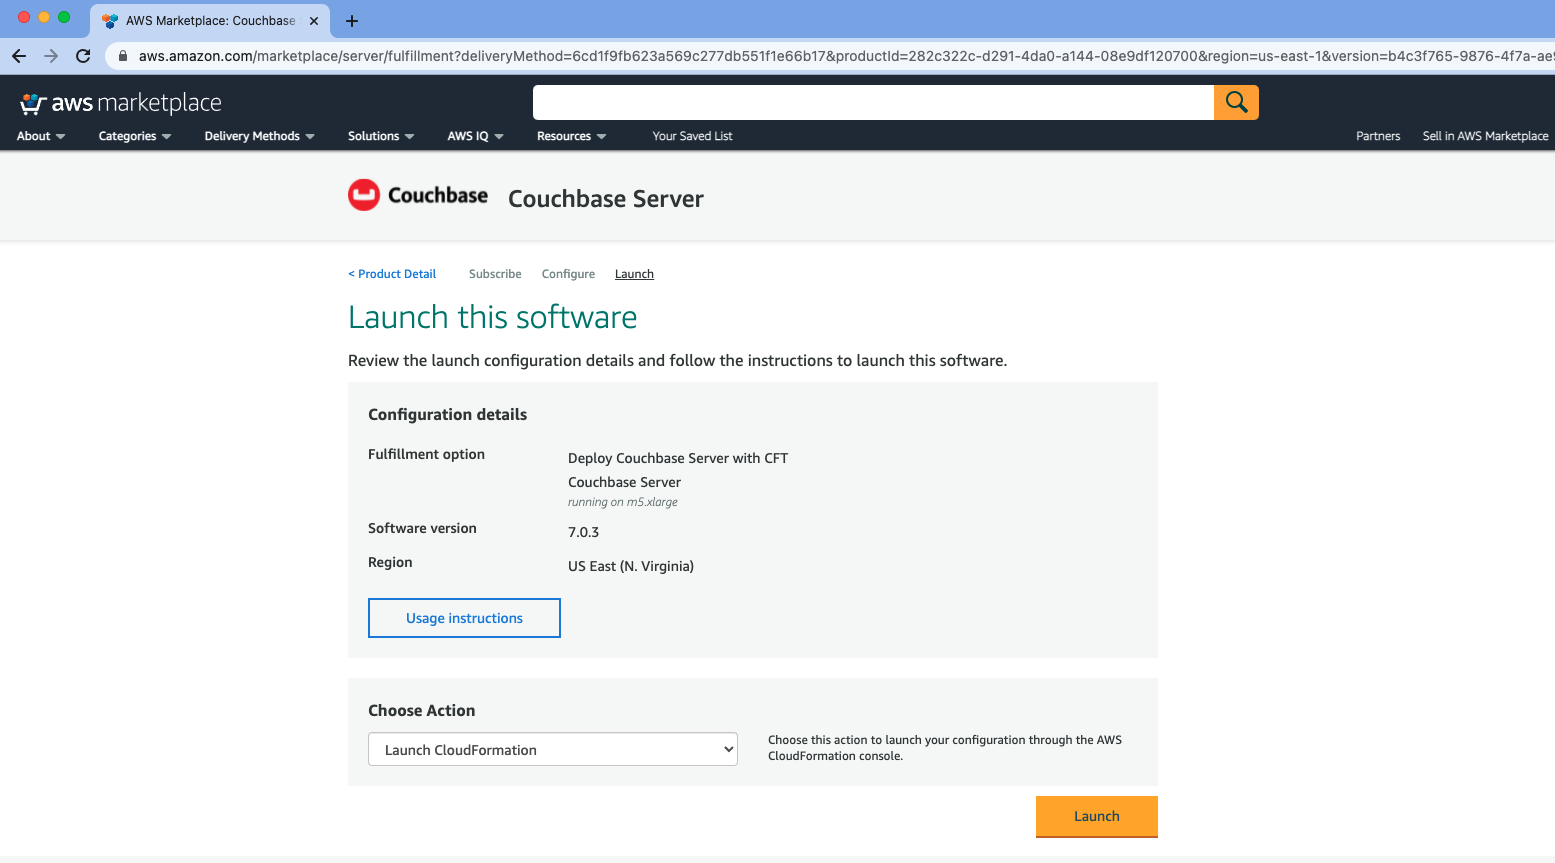 AWS Marketplace: Couchbase
aws.amazon.com/marketplace/server/fulfillment?deliveryMethod=6cd1f9fb623a569c277db551f1e66b17&productId=282c322c-d291-4da0-a144-08e9df120700&region=us-east-1&version=b4c3f765-9876-4f7a-ae
aws marketplace
About Categories Delivery Methods Solutions AWS IQ Resources Your Saved List Partners Sell in AWS Marketplace
Couchbase Couchbase Server
< Product Detail Subscribe Configure Launch
Launch this software
Review the launch configuration details and follow the instructions to launch this software.
Configuration details
Fulfillment option
Deploy Couchbase Server with CFT
Couchbase Server
running on m5.xlarge
Software version
7.0.3
Region
US East (N. Virginia)
Usage instructions
Choose Action
Launch CloudFormation
Choose this action to launch your configuration through the AWS
CloudFormation console.
Launch